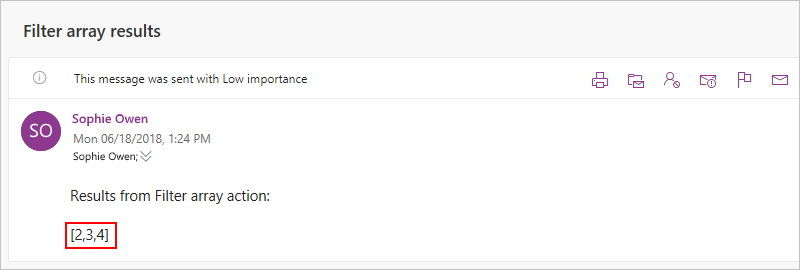 Filter array results
This message was sent with Low importance
SO
Sophie Owen
Mon 06/18/2018, 1:24 PM
Sophie Owen;
Results from Filter array action:
[2,3,4]